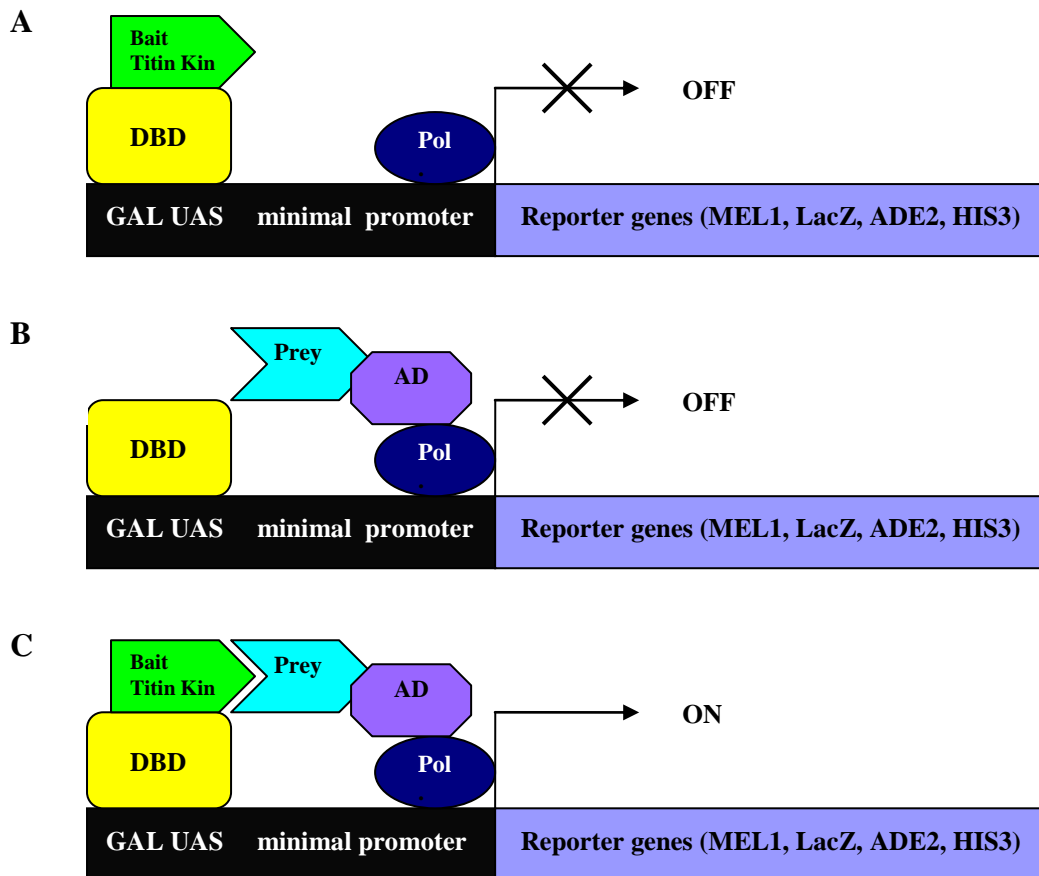 A
Bait
Titin Kin
DBD
Pol
OFF
GAL UAS minimal promoter Reporter genes (MEL1, LacZ, ADE2, HIS3)
B
Prey
AD
DBD
Pol
OFF
GAL UAS minimal promoter Reporter genes (MEL1, LacZ, ADE2, HIS3)
C
Bait
Titin Kin
Prey
AD
DBD
Pol
ON
GAL UAS minimal promoter Reporter genes (MEL1, LacZ, ADE2, HIS3)